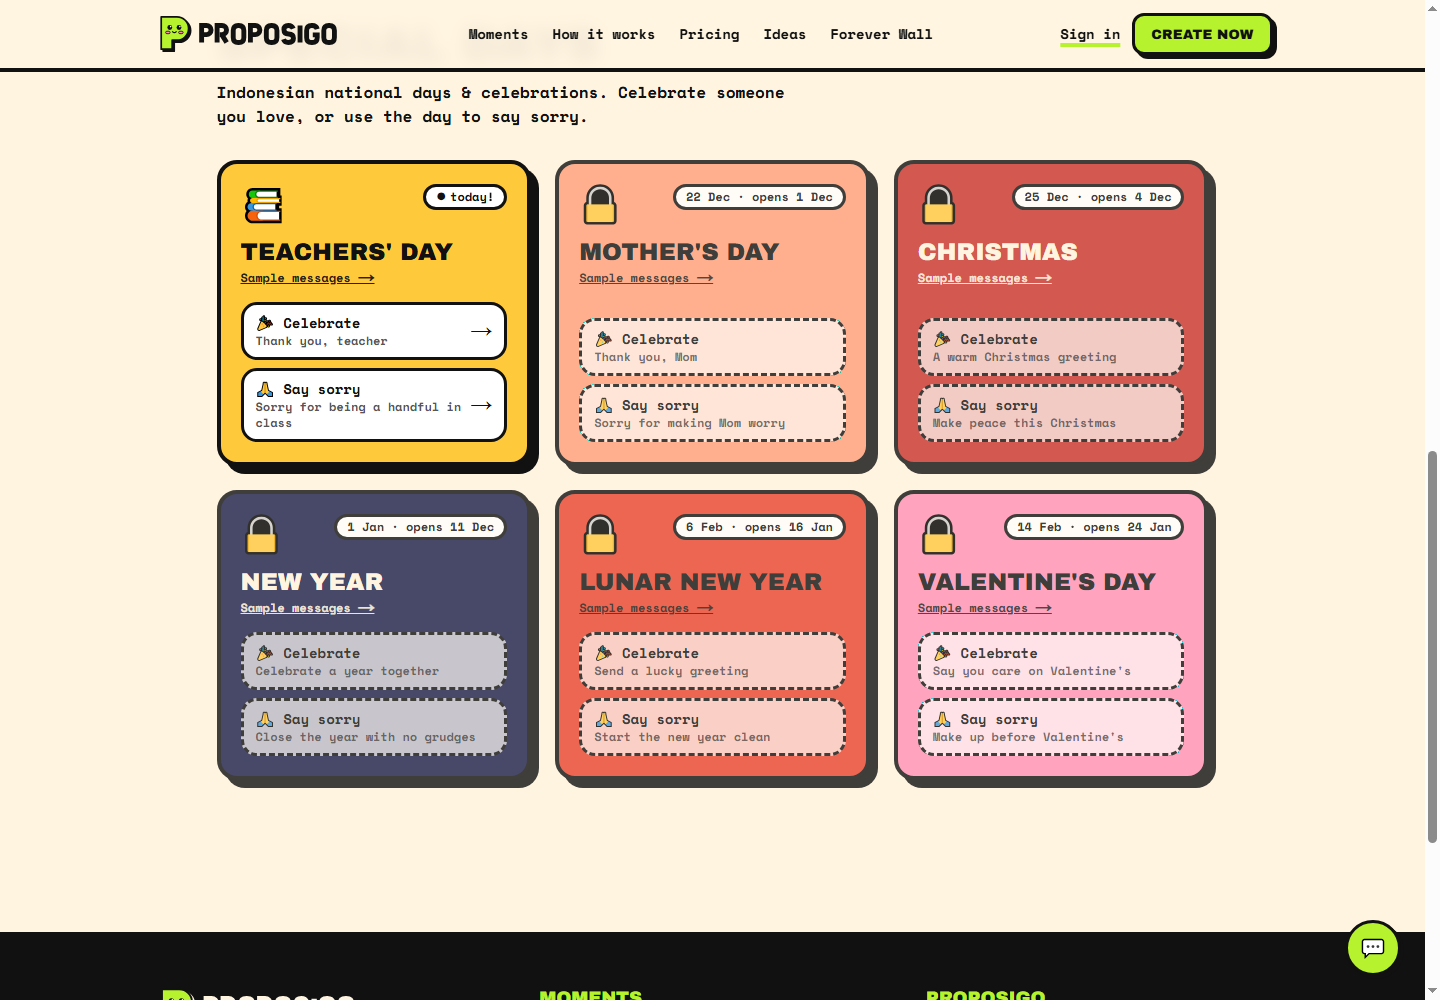 PROPOSIGO
Moments
How it works
Pricing
Ideas
Forever Wall
Sign in
CREATE NOW
Indonesian national days & celebrations. Celebrate someone
you love, or use the day to say sorry.
today!
TEACHERS' DAY
Sample messages →
Celebrate
Thank you, teacher
→
Say sorry
Sorry for being a handful in
class
→
22 Dec · opens 1 Dec
MOTHER'S DAY
Sample messages →
Celebrate
Thank you, Mom
Say sorry
Sorry for making Mom worry
25 Dec · opens 4 Dec
CHRISTMAS
Sample messages →
Celebrate
A warm Christmas greeting
Say sorry
Make peace this Christmas
1 Jan · opens 11 Dec
NEW YEAR
Sample messages →
Celebrate
Celebrate a year together
Say sorry
Close the year with no grudges
6 Feb · opens 16 Jan
LUNAR NEW YEAR
Sample messages →
Celebrate
Send a lucky greeting
Say sorry
Start the new year clean
14 Feb · opens 24 Jan
VALENTINE'S DAY
Sample messages →
Celebrate
Say you care on Valentine's
Say sorry
Make up before Valentine's
PROPOSIGO
MOMENTS
PROPOSIGO